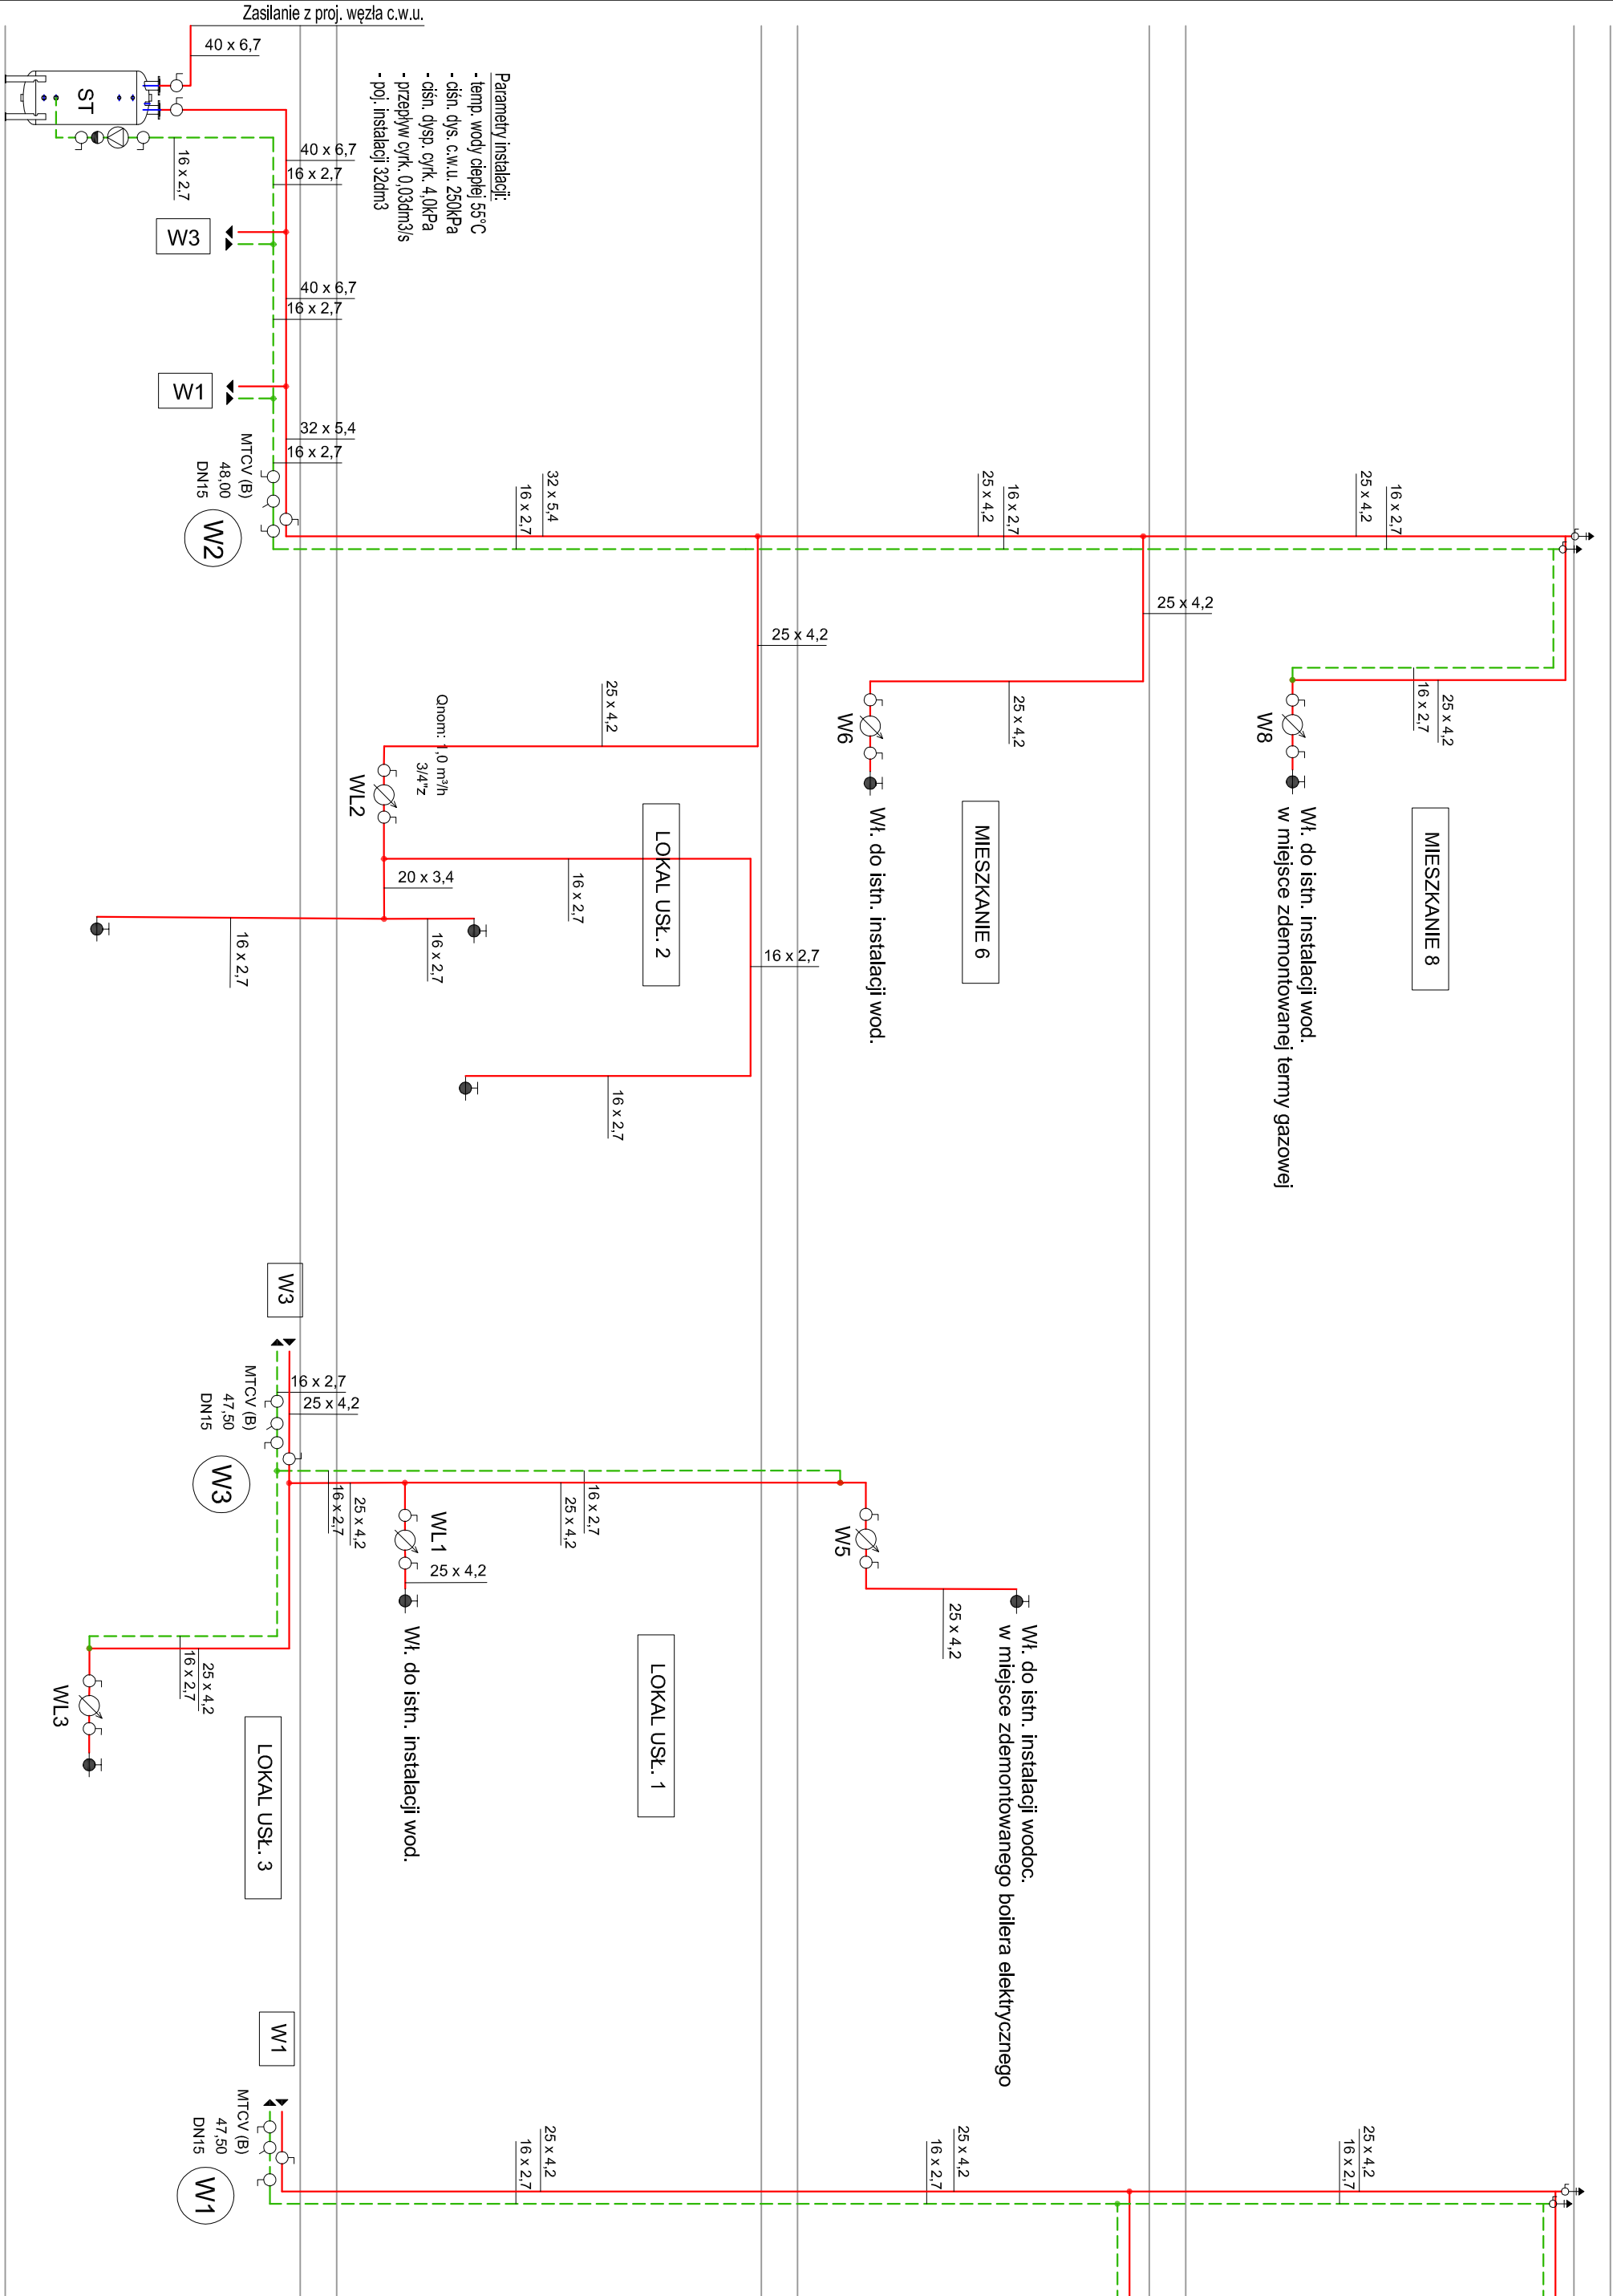 Zasilanie z proj. węzła c.w.u.
40 x 6,7
Parametry instalacji:
- temp. wody ciepłej 55°C
- ciśn. dys. c.w.u. 250kPa
- ciśn. dysp. cyrk. 4,0kPa
- przepływ cyrk. 0,03dm3/s
- poj. instalacji 32dm3
ST
16 x 2,7
40 x 6,7
16 x 2,7
W3
40 x 6,7
16 x 2,7
W1
32 x 5,4
16 x 2,7
MTCV (B)
48,00
DN15
W2
32 x 5,4
16 x 2,7
16 x 2,7
25 x 4,2
16 x 2,7
25 x 4,2
25 x 4,2
25 x 4,2
25 x 4,2
16 x 2,7
W8
Wł. do istn. instalacji wod.
w miejsce zdemontowanej termy gazowej
MIESZKANIE 8
25 x 4,2
W6
Wł. do istn. instalacji wod.
MIESZKANIE 6
25 x 4,2
Qnom: 1,0 m³/h
3/4"z
WL2
LOKAL USŁ. 2
20 x 3,4
16 x 2,7
16 x 2,7
16 x 2,7
16 x 2,7
16 x 2,7
W3
16 x 2,7
25 x 4,2
MTCV (B)
47,50
DN15
W3
25 x 4,2
16 x 2,7
16 x 2,7
25 x 4,2
WL1
25 x 4,2
Wł. do istn. instalacji wod.
W5
25 x 4,2
Wł. do istn. instalacji wodoc.
w miejsce zdemontowanego boilera elektrycznego
LOKAL USŁ. 1
25 x 4,2
16 x 2,7
WL3
LOKAL USŁ. 3
W1
MTCV (B)
47,50
DN15
W1
25 x 4,2
16 x 2,7
25 x 4,2
16 x 2,7
25 x 4,2
16 x 2,7